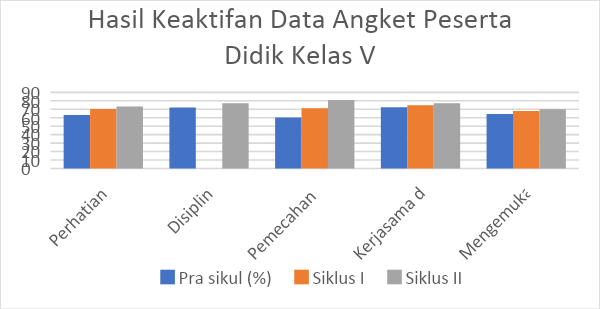 Hasil Keaktifan Data Angket Peserta
Didik Kelas V
90
80
70
60
50
40
30
20
10
0
Perhatian
Disiplin
Pemecahan
Kerjasama d
Mengemuka
Pra sikul (%)
Siklus I
Siklus II